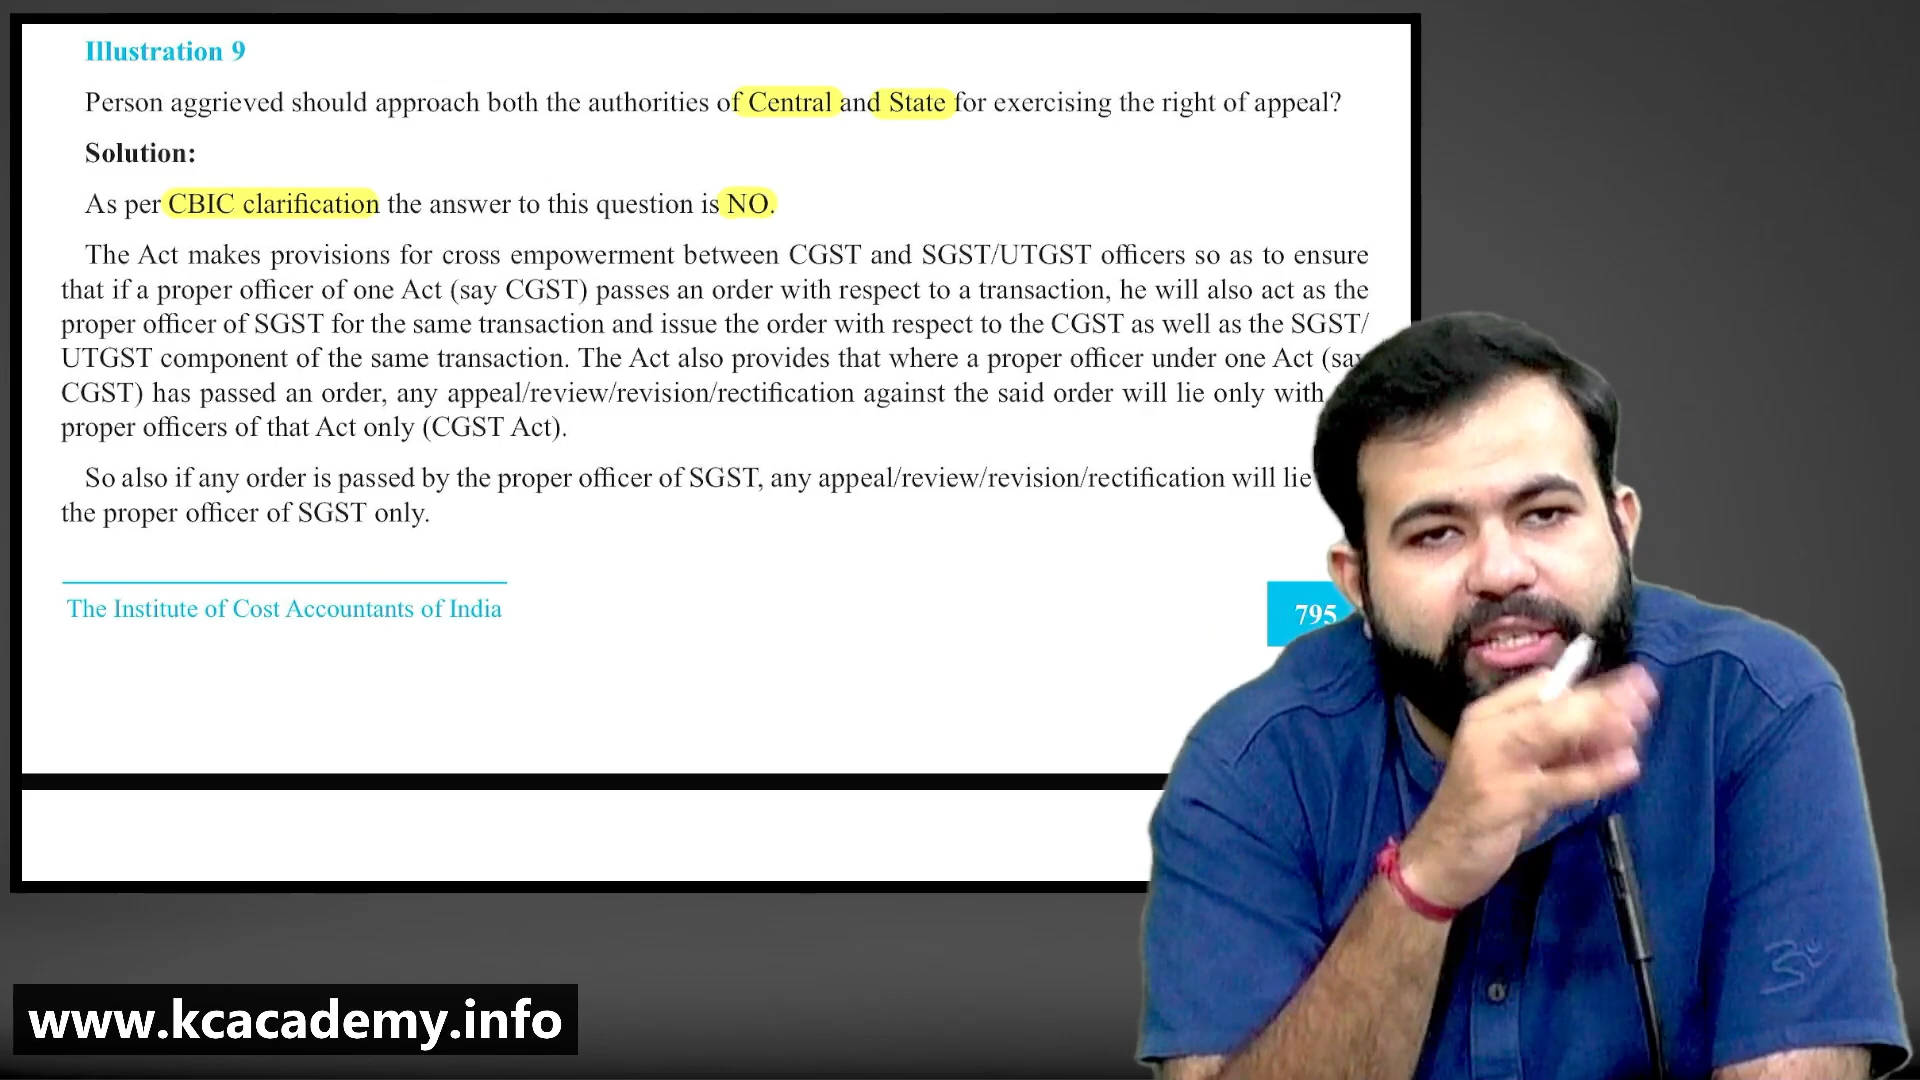 Illustration 9
Person aggrieved should approach both the authorities of Central and State for exercising the right of appeal?
Solution:
As per CBIC clarification the answer to this question is NO.
The Act makes provisions for cross empowerment between CGST and SGST/UTGST officers so as to ensure
that if a proper officer of one Act (say CGST) passes an order with respect to a transaction, he will also act as the
proper officer of SGST for the same transaction and issue the order with respect to the CGST as well as the SGST/
UTGST component of the same transaction. The Act also provides that where a proper officer under one Act (say
CGST) has passed an order, any appeal/review/revision/rectification against the said order will lie only with
proper officers of that Act only (CGST Act).
So also if any order is passed by the proper officer of SGST, any appeal/review/revision/rectification will lie
the proper officer of SGST only.
The Institute of Cost Accountants of India
795
www.kcacademy.info